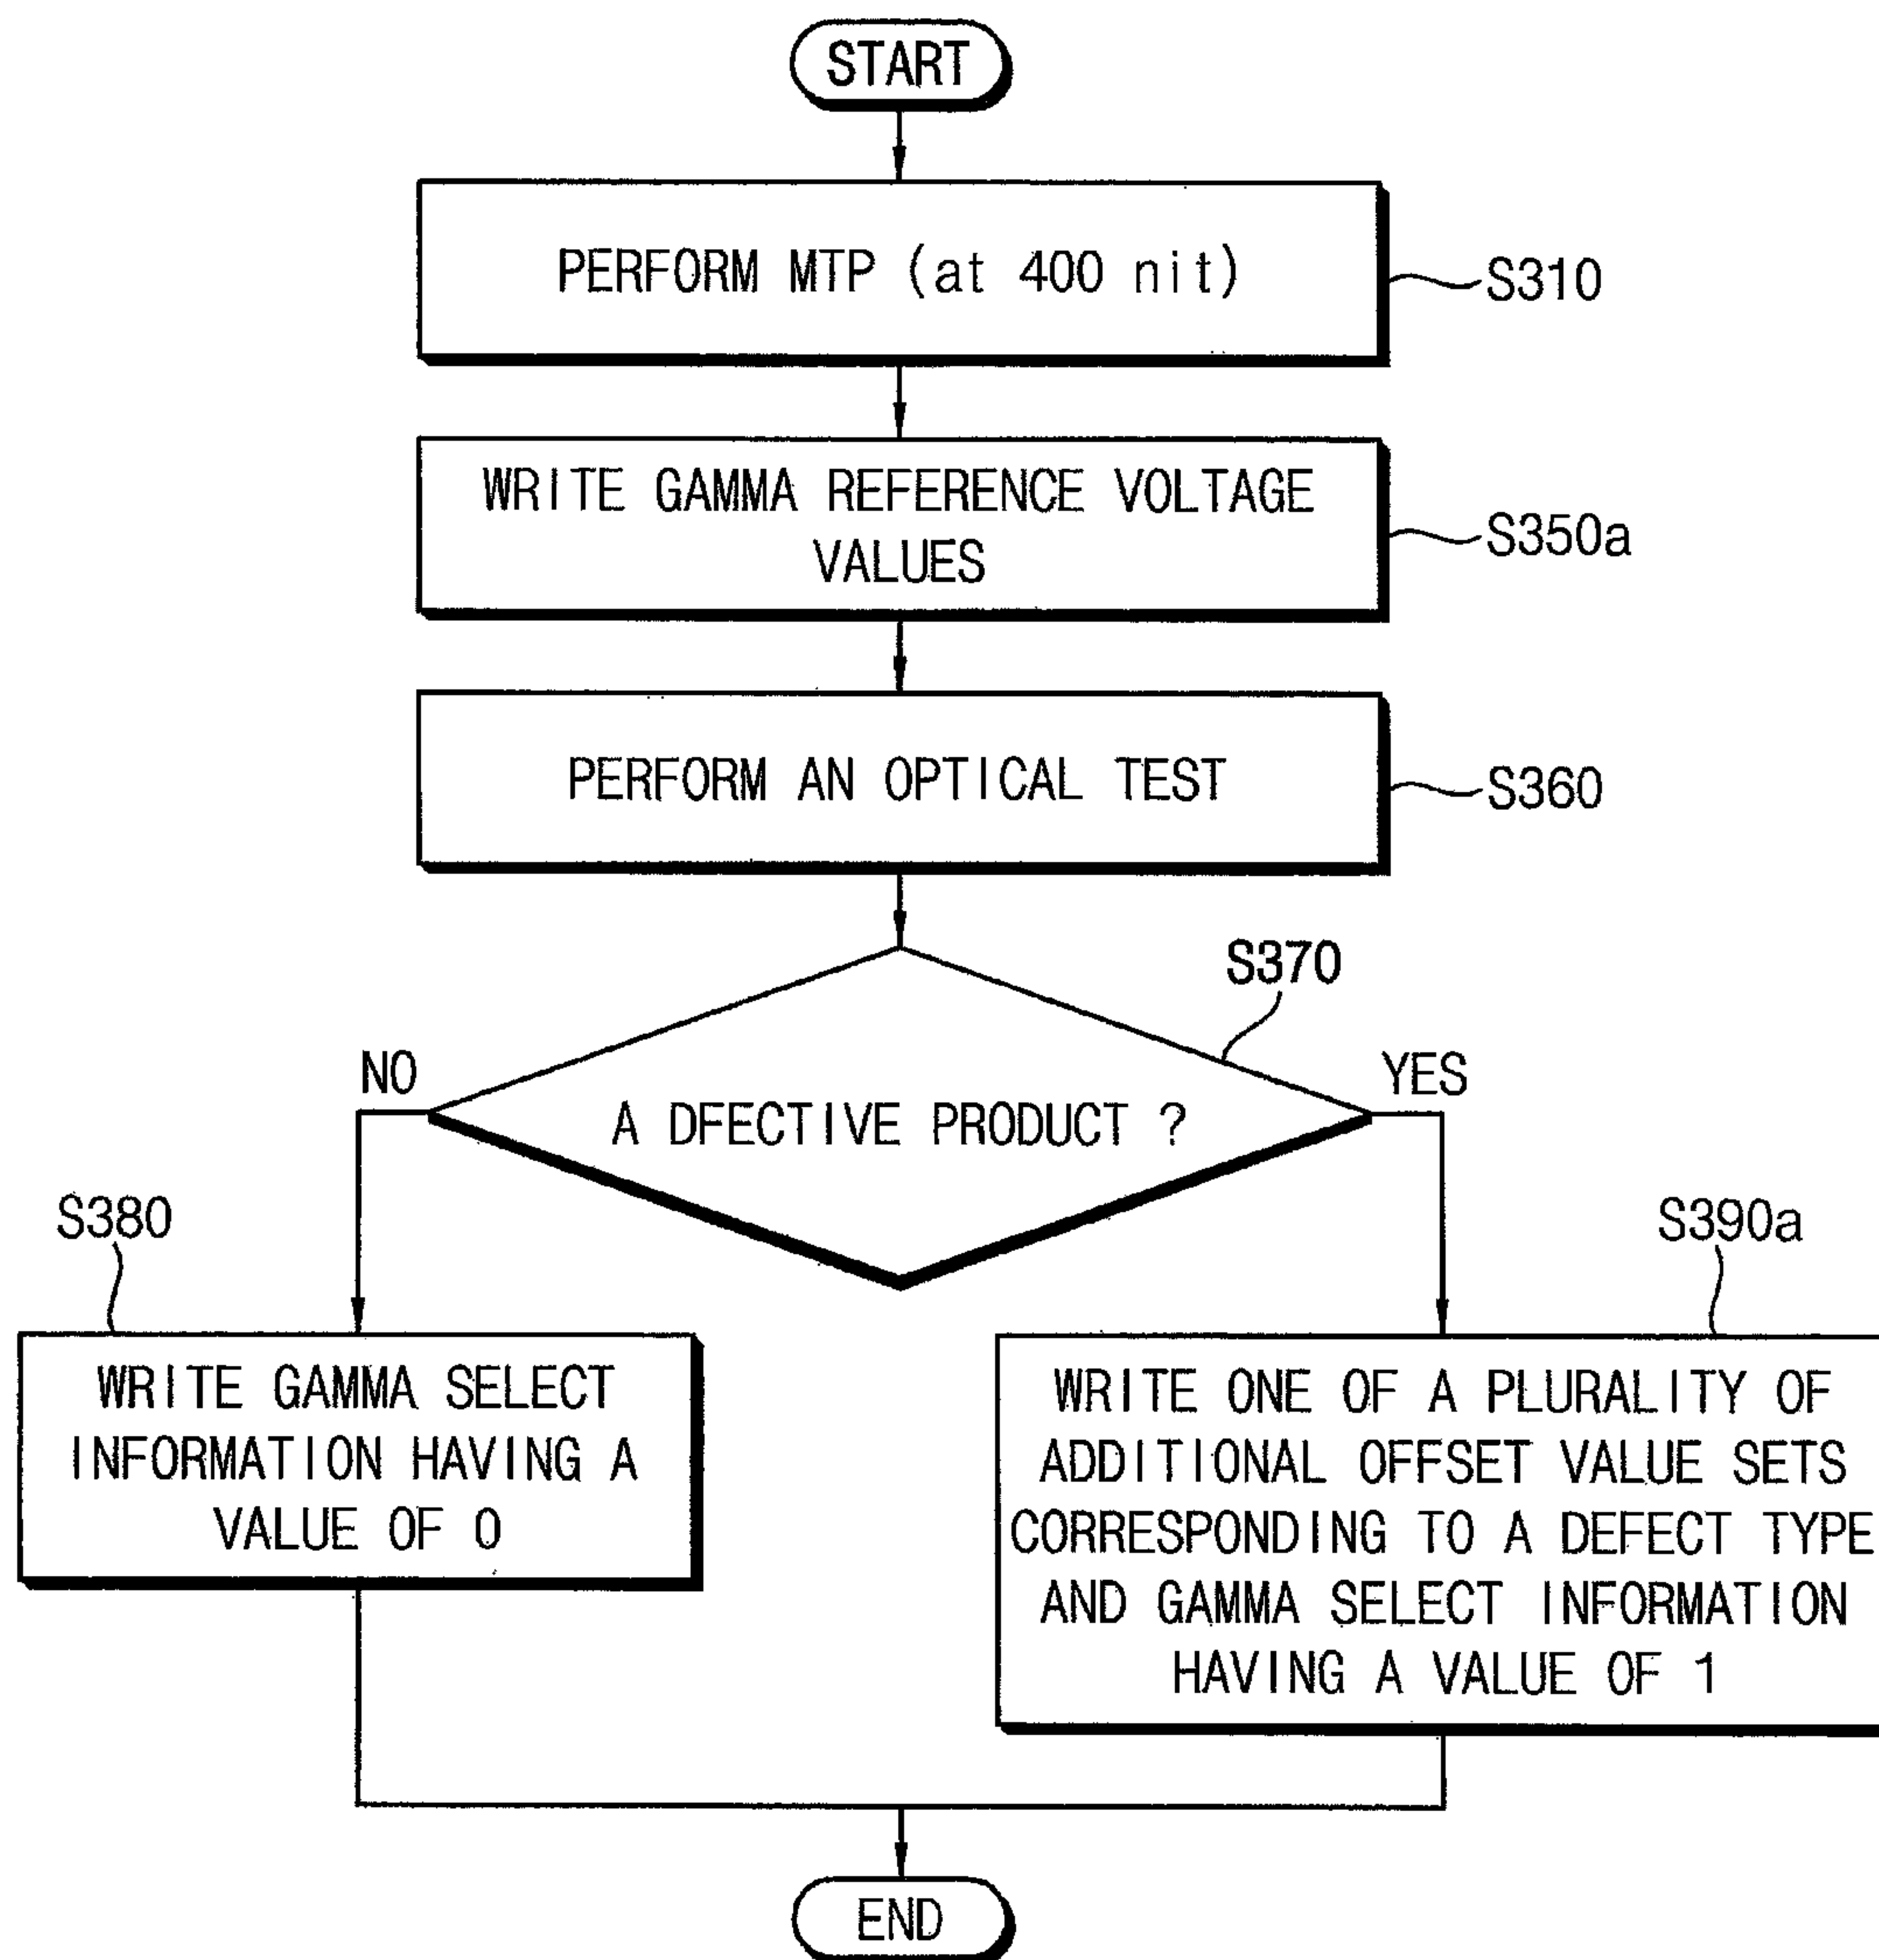 START
PERFORM MTP (at 400 nit)
S310
WRITE GAMMA REFERENCE VOLTAGE
VALUES
S350a
PERFORM AN OPTICAL TEST
S360
S370
NO
YES
A DFECTIVE PRODUCT ?
S380
S390a
WRITE GAMMA SELECT
INFORMATION HAVING A
VALUE OF 0
WRITE ONE OF A PLURALITY OF
ADDITIONAL OFFSET VALUE SETS
CORRESPONDING TO A DEFECT TYPE
AND GAMMA SELECT INFORMATION
HAVING A VALUE OF 1
END